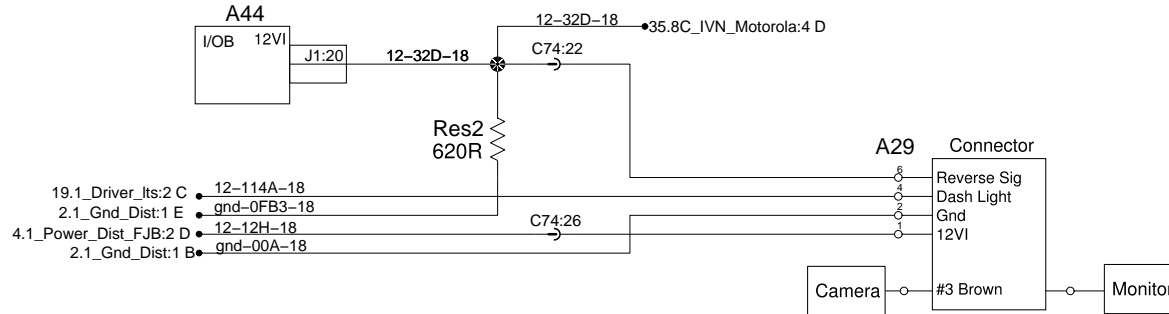 A44
I/OB 12VI
J1:20
12-32D-18
12-32D-18
35.8C_IVN_Motorola:4 D
C74:22
Res2
620R
A29
Connector
6
Reverse Sig
19.1_Driver_lts:2 C
12-114A-18
4
Dash Light
2.1_Gnd_Dist:1 E
gnd-0FB3-18
2
Gnd
4.1_Power_Dist_FJB:2 D
12-12H-18
C74:26
1
12VI
2.1_Gnd_Dist:1 B
gnd-00A-18
Camera
#3 Brown
Monitor